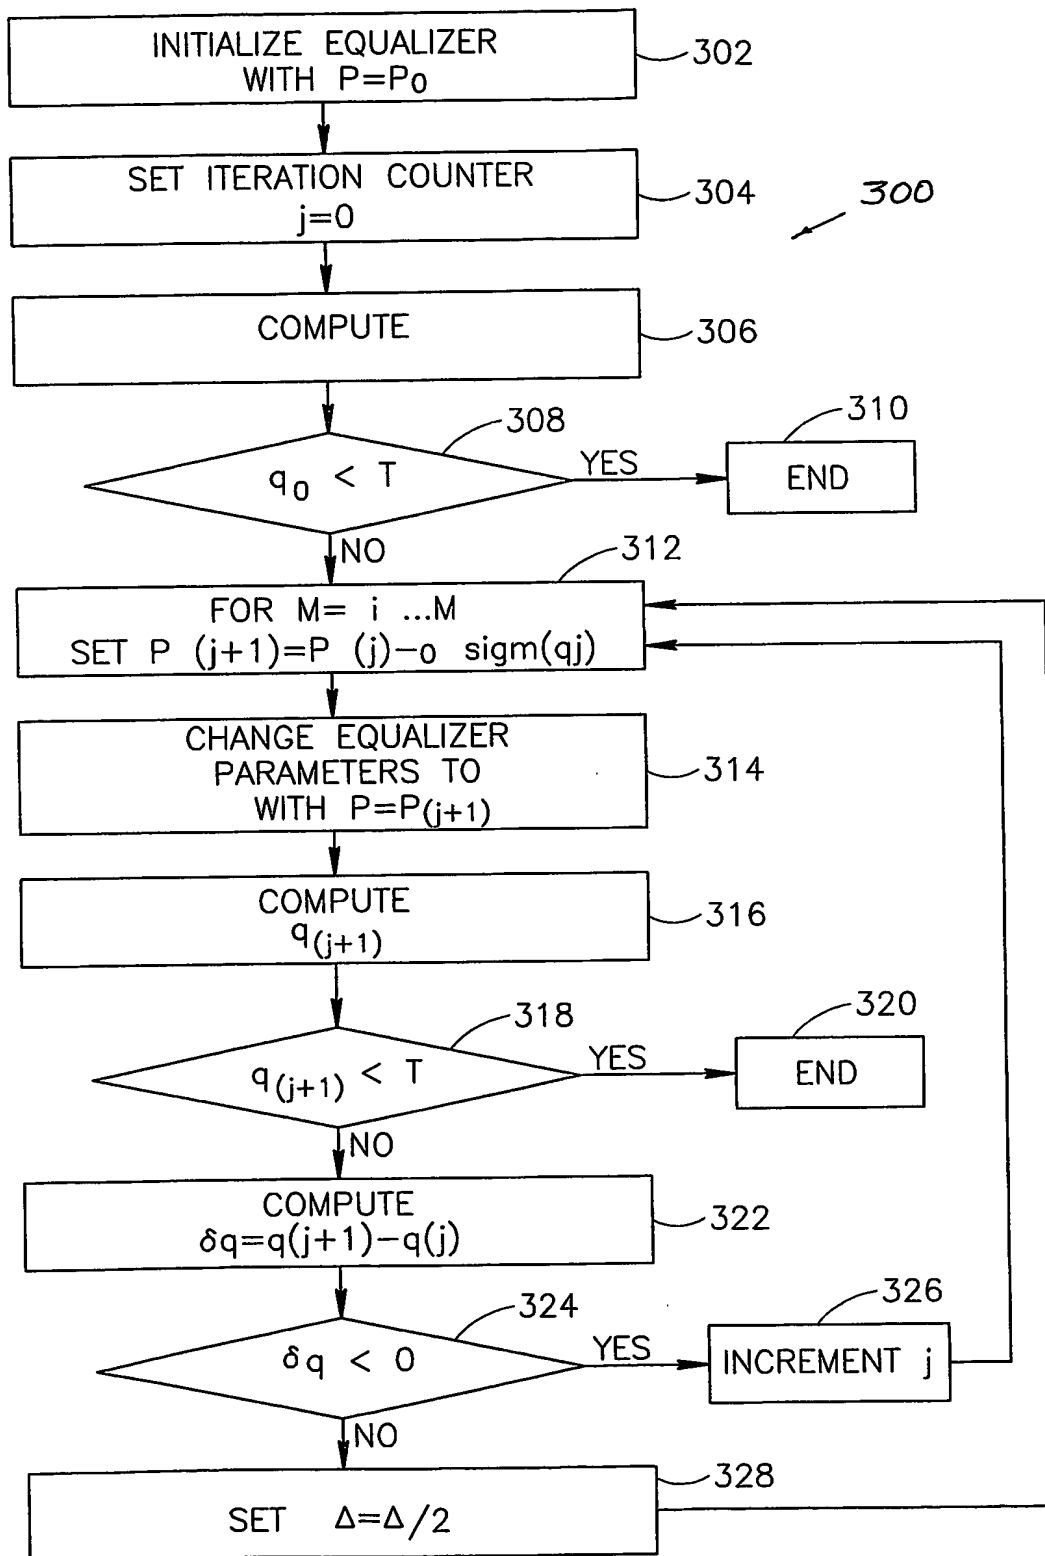 INITIALIZE EQUALIZER
WITH P=P0
302
SET ITERATION COUNTER
j=0
304
300
COMPUTE
306
308
q0 < T
YES
310
END
NO
312
FOR M= i ...M
SET P (j+1)=P (j)-o sigm(qj)
CHANGE EQUALIZER
PARAMETERS TO
WITH P=P(j+1)
314
COMPUTE
q(j+1)
316
318
q(j+1) < T
YES
320
END
NO
COMPUTE
δq=q(j+1)-q(j)
322
324
δq < 0
YES
326
INCREMENT j
NO
328
SET Δ=Δ/2